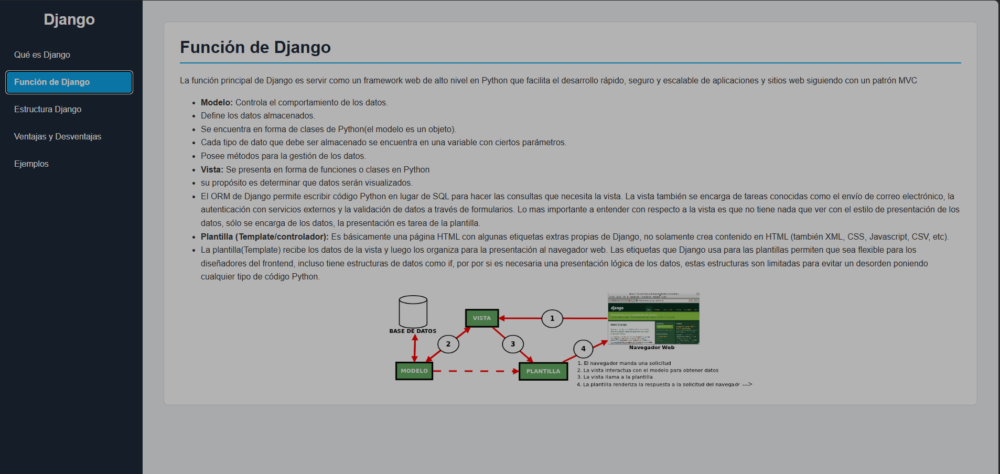 Django
Qué es Django
Función de Django
Estructura Django
Ventajas y Desventajas
Ejemplos
Función de Django
La función principal de Django es servir como un framework web de alto nivel en Python que facilita el desarrollo rápido, seguro y escalable de aplicaciones y sitios web siguiendo con un patrón MVC
• Modelo: Controla el comportamiento de los datos.
• Define los datos almacenados.
• Se encuentra en forma de clases de Python(el modelo es un objeto).
• Cada tipo de dato que debe ser almacenado se encuentra en una variable con ciertos parámetros.
• Posee métodos para la gestión de los datos.
• Vista: Se presenta en forma de funciones o clases en Python
• su propósito es determinar que datos serán visualizados.
• El ORM de Django permite escribir código Python en lugar de SQL para hacer las consultas que necesita la vista. La vista también se encarga de tareas conocidas como el envío de correo electrónico, la
autenticación con servicios externos y la validación de datos a través de formularios. Lo mas importante a entender con respecto a la vista es que no tiene nada que ver con el estilo de presentación de los
datos, sólo se encarga de los datos, la presentación es tarea de la plantilla.
• Plantilla (Template/controlador): Es básicamente una página HTML con algunas etiquetas extras propias de Django, no solamente crea contenido en HTML (también XML, CSS, Javascript, CSV, etc).
• La plantilla(Template) recibe los datos de la vista y luego los organiza para la presentación al navegador web. Las etiquetas que Django usa para las plantillas permiten que sea flexible para los
diseñadores del frontend, incluso tiene estructuras de datos como if, por por si es necesaria una presentación lógica de los datos, estas estructuras son limitadas para evitar un desorden poniendo
cualquier tipo de código Python.
django
Meet Django
VISTA
1
BASE DE DATOS
2
3
4
Navegador Web
MODELO
PLANTILLA
1. El navegador manda una solicitud
2. La vista interactua con el modelo para obtener datos
3. La vista llama a la plantilla
4. La plantilla renderiza la respuesta a la solicitud del navegador -->